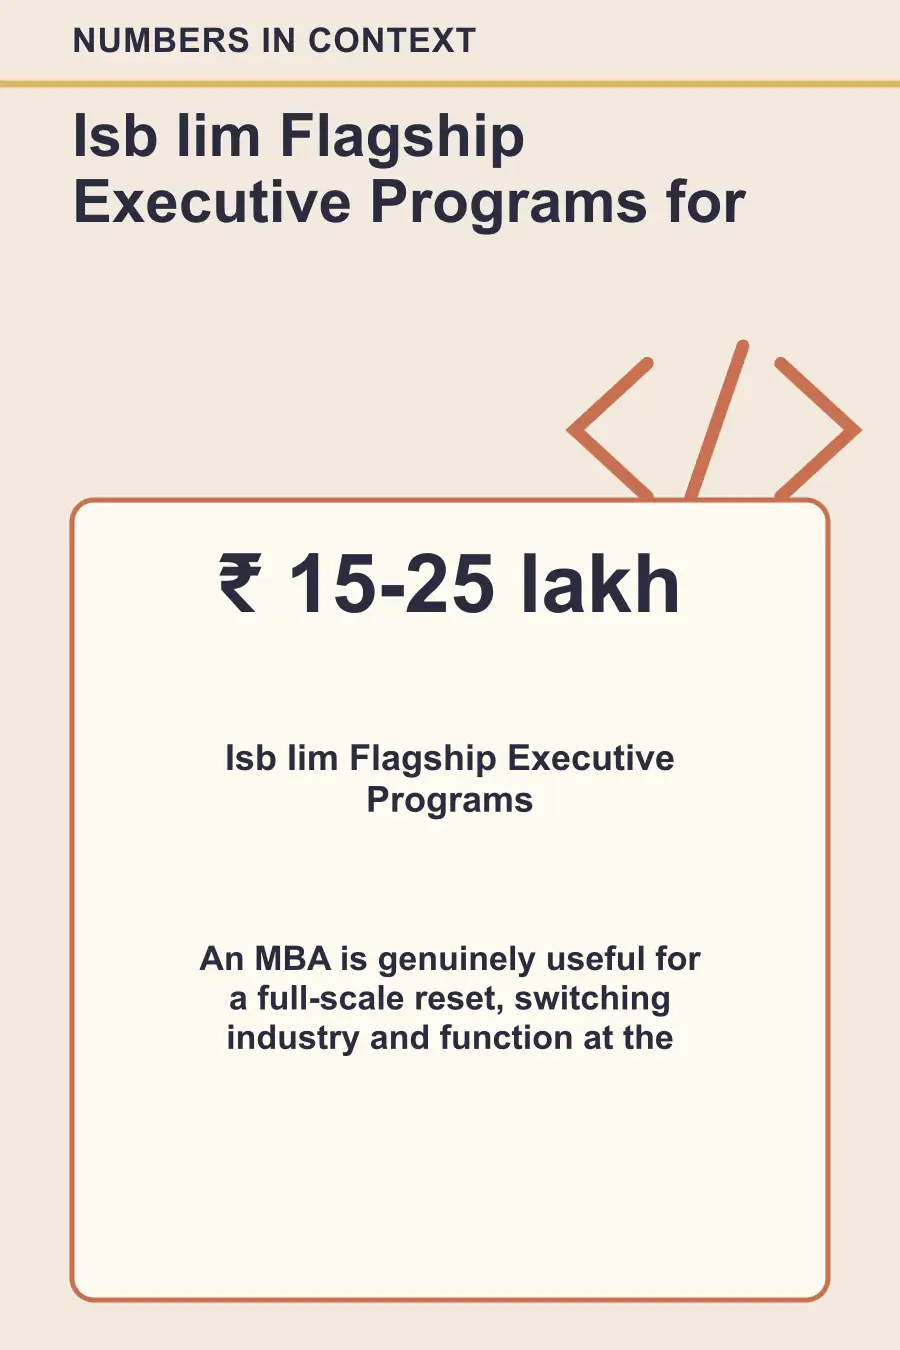 NUMBERS IN CONTEXT
Isb Iim Flagship
Executive Programs for
₹ 15-25 lakh
Isb Iim Flagship Executive
Programs
An MBA is genuinely useful for
a full-scale reset, switching
industry and function at the